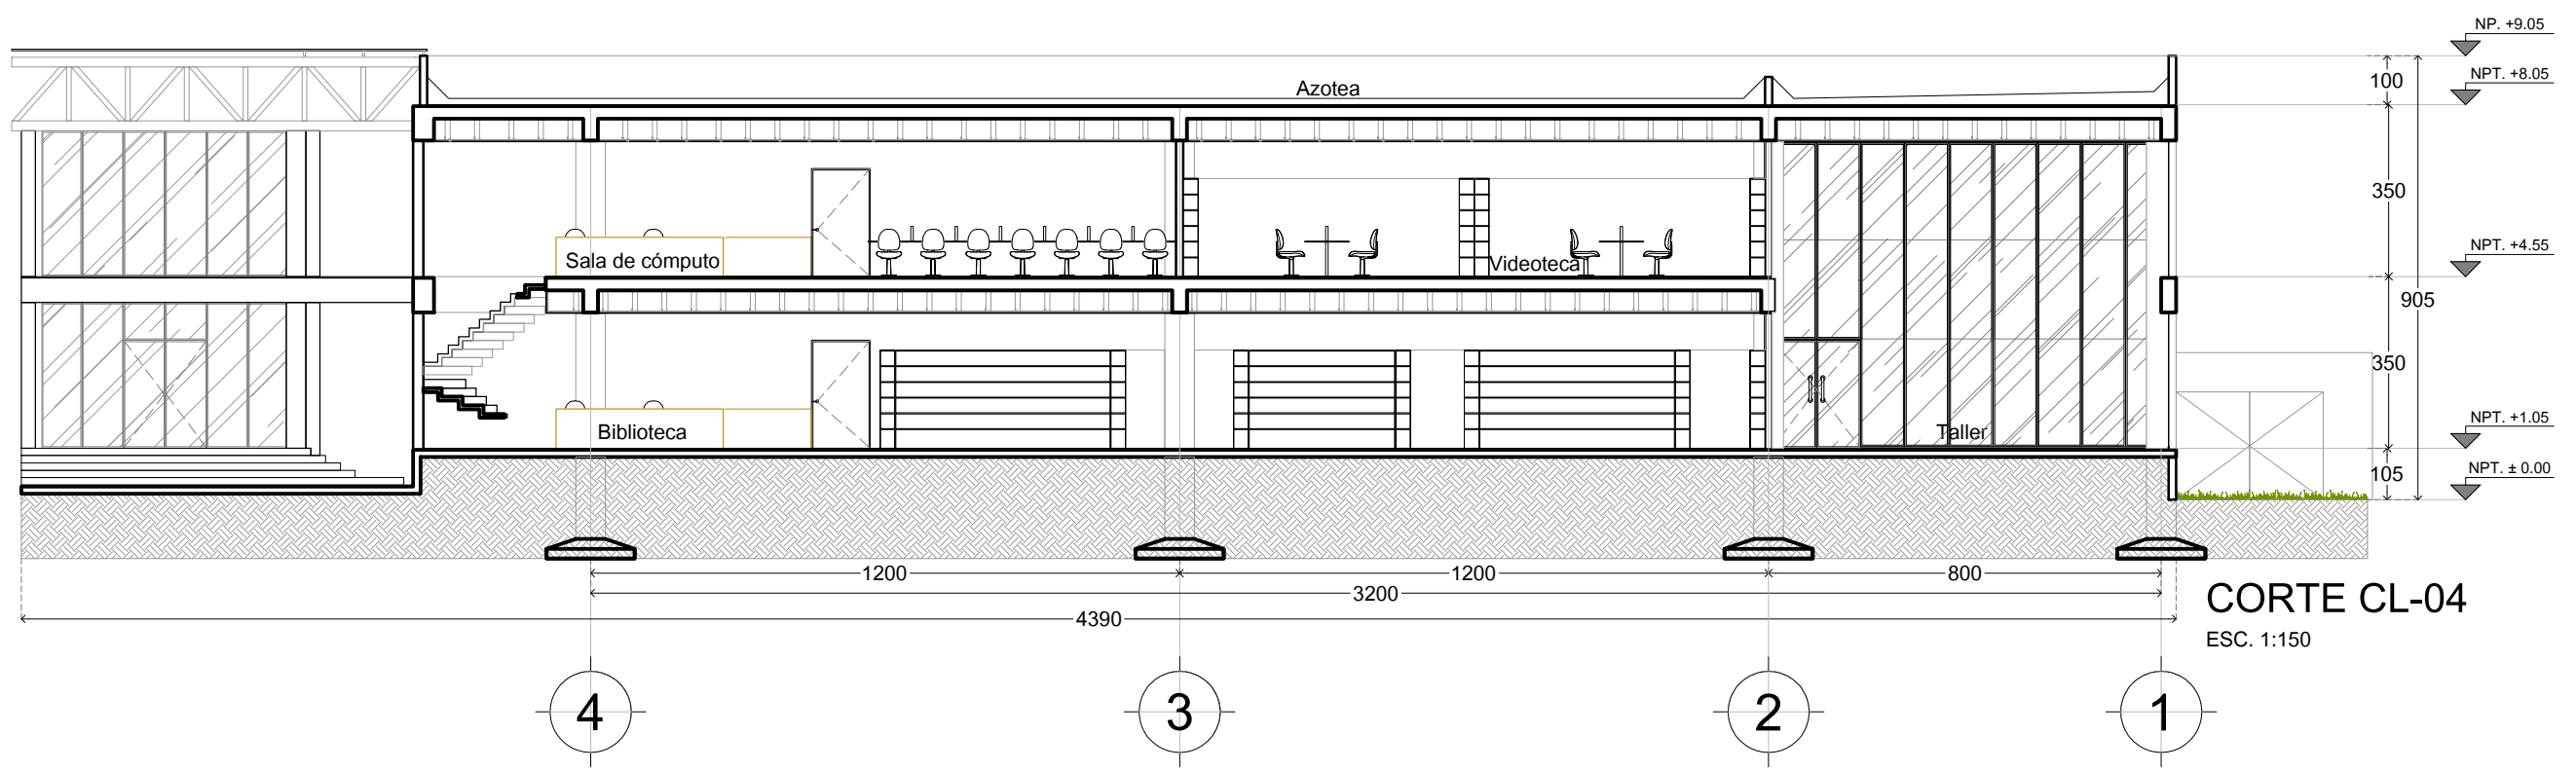 NP. +9.05
NPT. +8.05
100
Azotea
350
Sala de cómputo
Videoteca
NPT. +4.55
905
350
Biblioteca
Taller
NPT. +1.05
105
NPT. ± 0.00
1200
1200
800
3200
4390
CORTE CL-04
ESC. 1:150
4
3
2
1